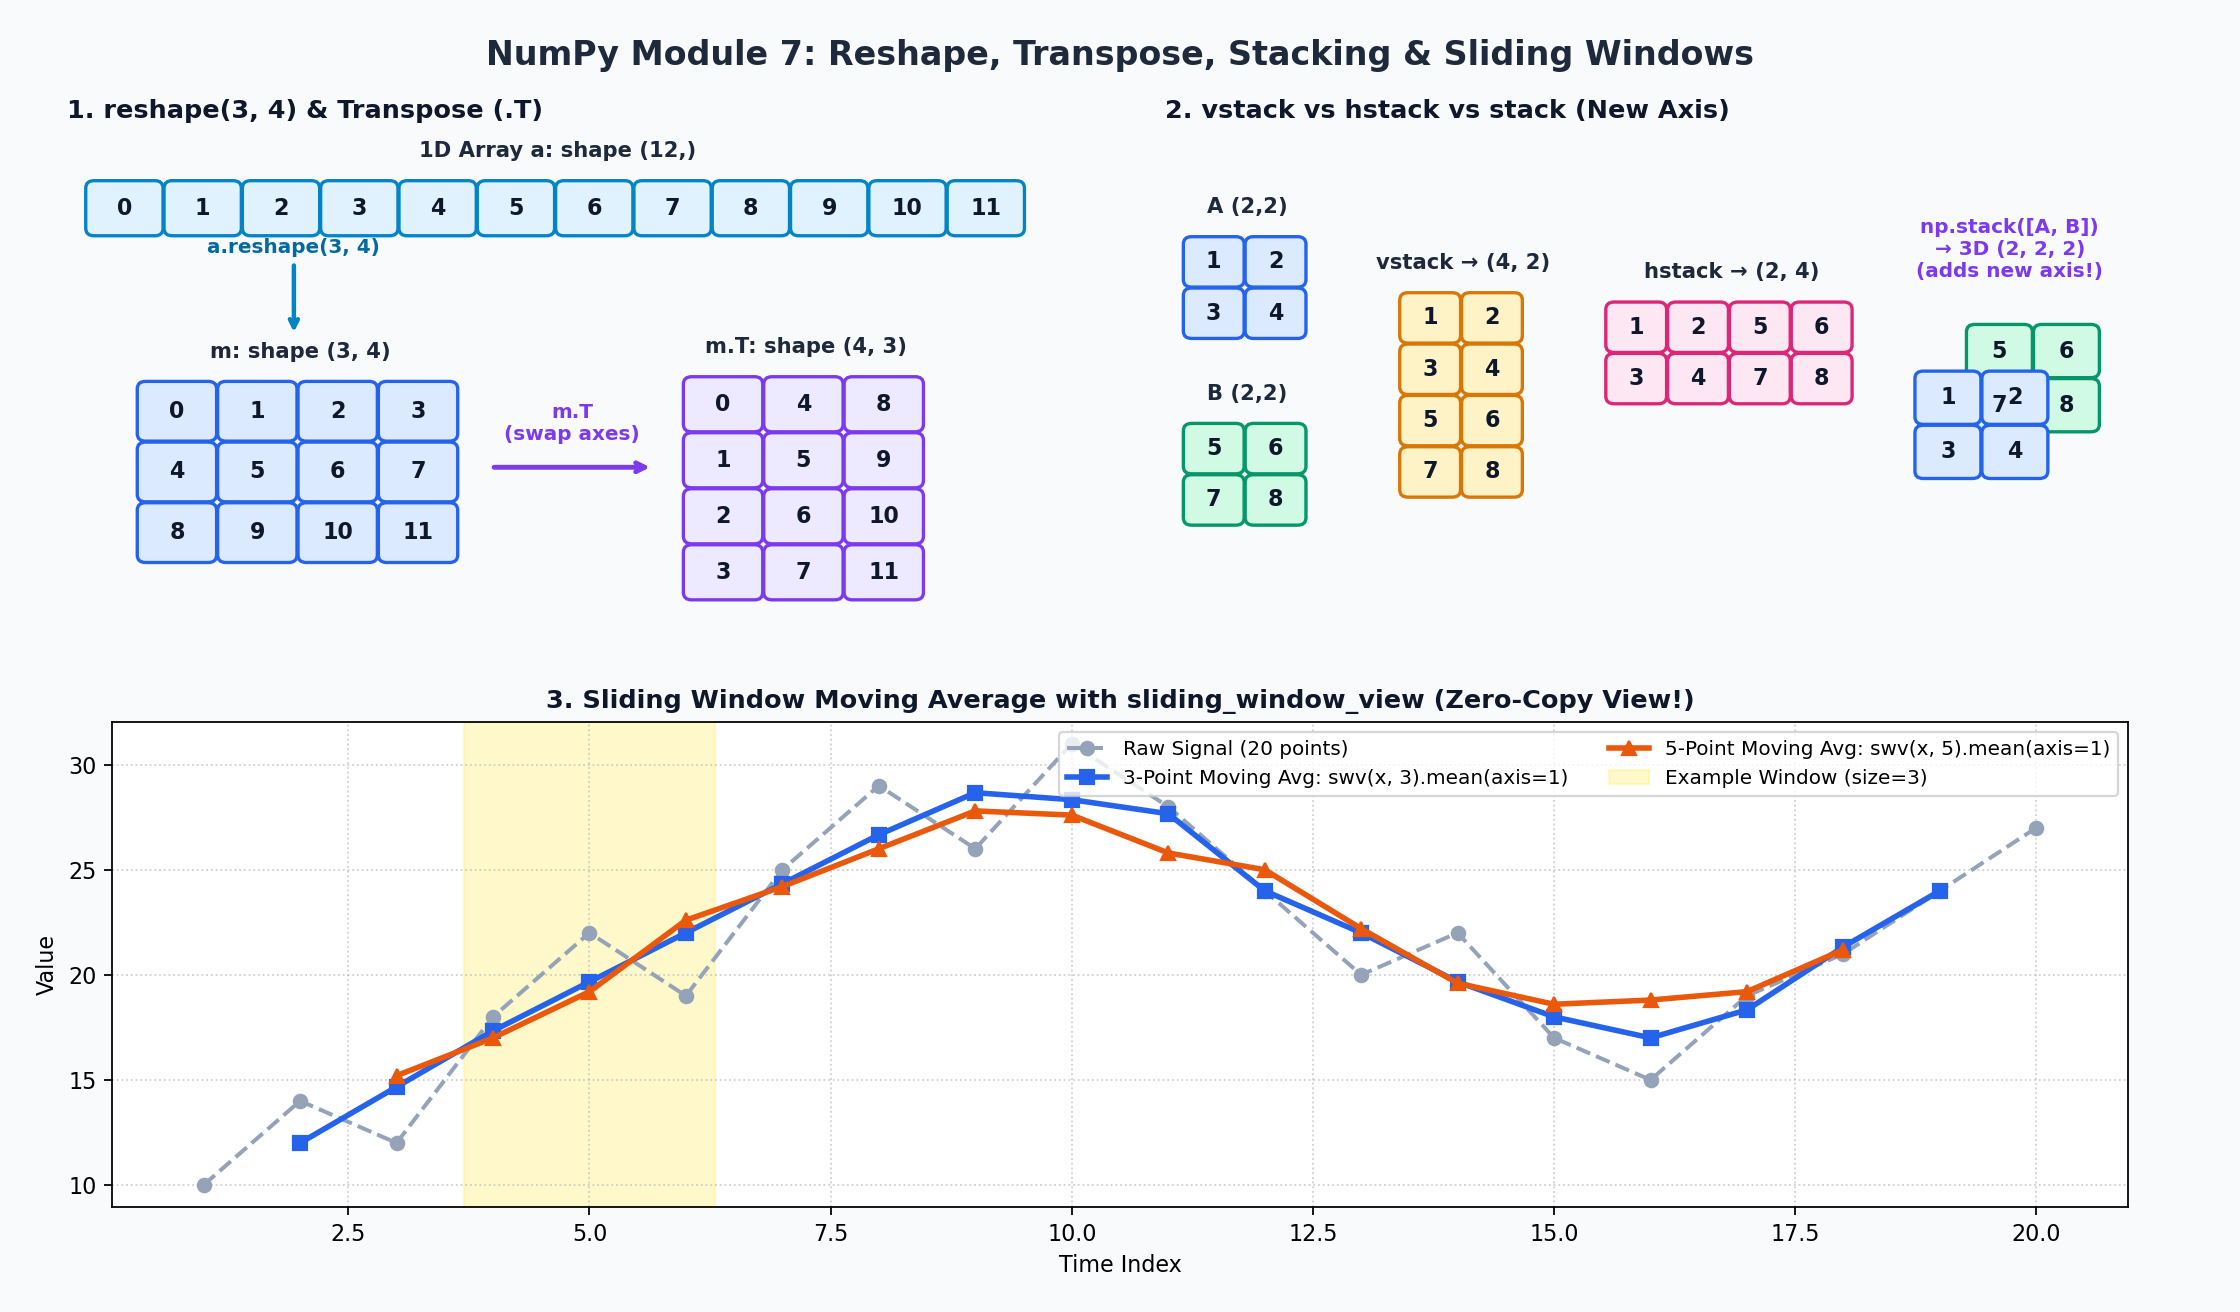 NumPy Module 7: Reshape, Transpose, Stacking & Sliding Windows
1. reshape(3, 4) & Transpose (.T)
1D Array a: shape (12,)
0 1 2 3 4 5 6 7 8 9 10 11
a.reshape(3, 4)
m: shape (3, 4)
0 1 2 3
4 5 6 7
8 9 10 11
m.T
(swap axes)
m.T: shape (4, 3)
0 4 8
1 5 9
2 6 10
3 7 11
2. vstack vs hstack vs stack (New Axis)
A (2,2)
1 2
3 4
B (2,2)
5 6
7 8
vstack → (4, 2)
1 2
3 4
5 6
7 8
hstack → (2, 4)
1 2 5 6
3 4 7 8
np.stack([A, B])
→ 3D (2, 2, 2)
(adds new axis!)
5 6
1 7 2 8
3 4
3. Sliding Window Moving Average with sliding_window_view (Zero-Copy View!)
Raw Signal (20 points)
3-Point Moving Avg: swv(x, 3).mean(axis=1)
5-Point Moving Avg: swv(x, 5).mean(axis=1)
Example Window (size=3)
Value
30
25
20
15
10
2.5 5.0 7.5 10.0 12.5 15.0 17.5 20.0
Time Index